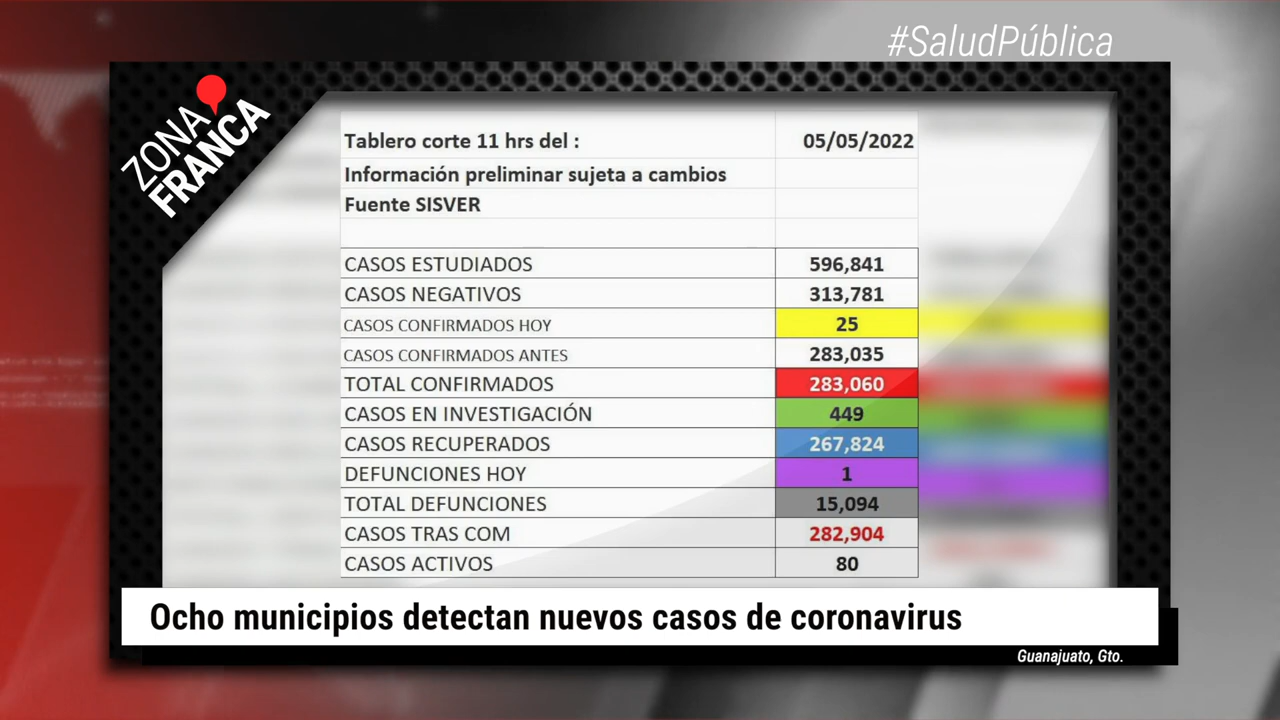 #SaludPública
ZONA
FRANCA
Tablero corte 11 hrs del : 05/05/2022
Información preliminar sujeta a cambios
Fuente SISVER
CASOS ESTUDIADOS 596,841
CASOS NEGATIVOS 313,781
CASOS CONFIRMADOS HOY 25
CASOS CONFIRMADOS ANTES 283,035
TOTAL CONFIRMADOS 283,060
CASOS EN INVESTIGACIÓN 449
CASOS RECUPERADOS 267,824
DEFUNCIONES HOY 1
TOTAL DEFUNCIONES 15,094
CASOS TRAS COM 282,904
CASOS ACTIVOS 80
Ocho municipios detectan nuevos casos de coronavirus
Guanajuato, Gto.